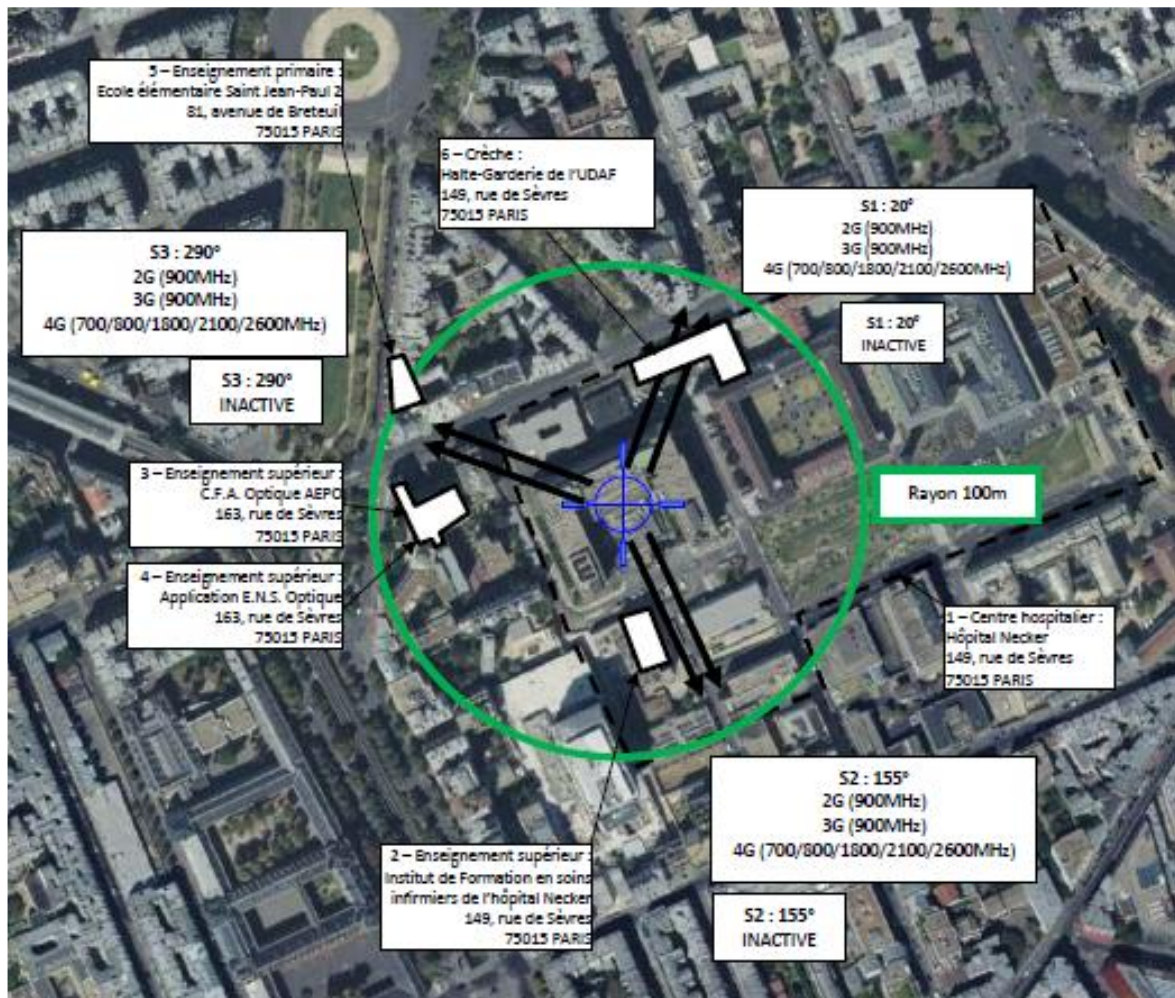 5 – Enseignement primaire :
Ecole élémentaire Saint Jean-Paul 2
81, avenue de Breteuil
75015 PARIS
6 – Crèche :
Halte-Garderie de l'UDAF
149, rue de Sèvres
75015 PARIS
S1 : 20°
2G (900MHz)
3G (900MHz)
4G (700/800/1800/2100/2600MHz)
S1 : 20°
INACTIVE
S3 : 290°
2G (900MHz)
3G (900MHz)
4G (700/800/1800/2100/2600MHz)
S3 : 290°
INACTIVE
3 – Enseignement supérieur :
C.F.A. Optique AEPO
163, rue de Sèvres
75015 PARIS
Rayon 100m
4 – Enseignement supérieur :
Application E.N.S. Optique
163, rue de Sèvres
75015 PARIS
1 – Centre hospitalier :
Hôpital Necker
149, rue de Sèvres
75015 PARIS
2 – Enseignement supérieur :
Institut de Formation en soins
infirmiers de l'hôpital Necker
149, rue de Sèvres
75015 PARIS
S2 : 155°
2G (900MHz)
3G (900MHz)
4G (700/800/1800/2100/2600MHz)
S2 : 155°
INACTIVE